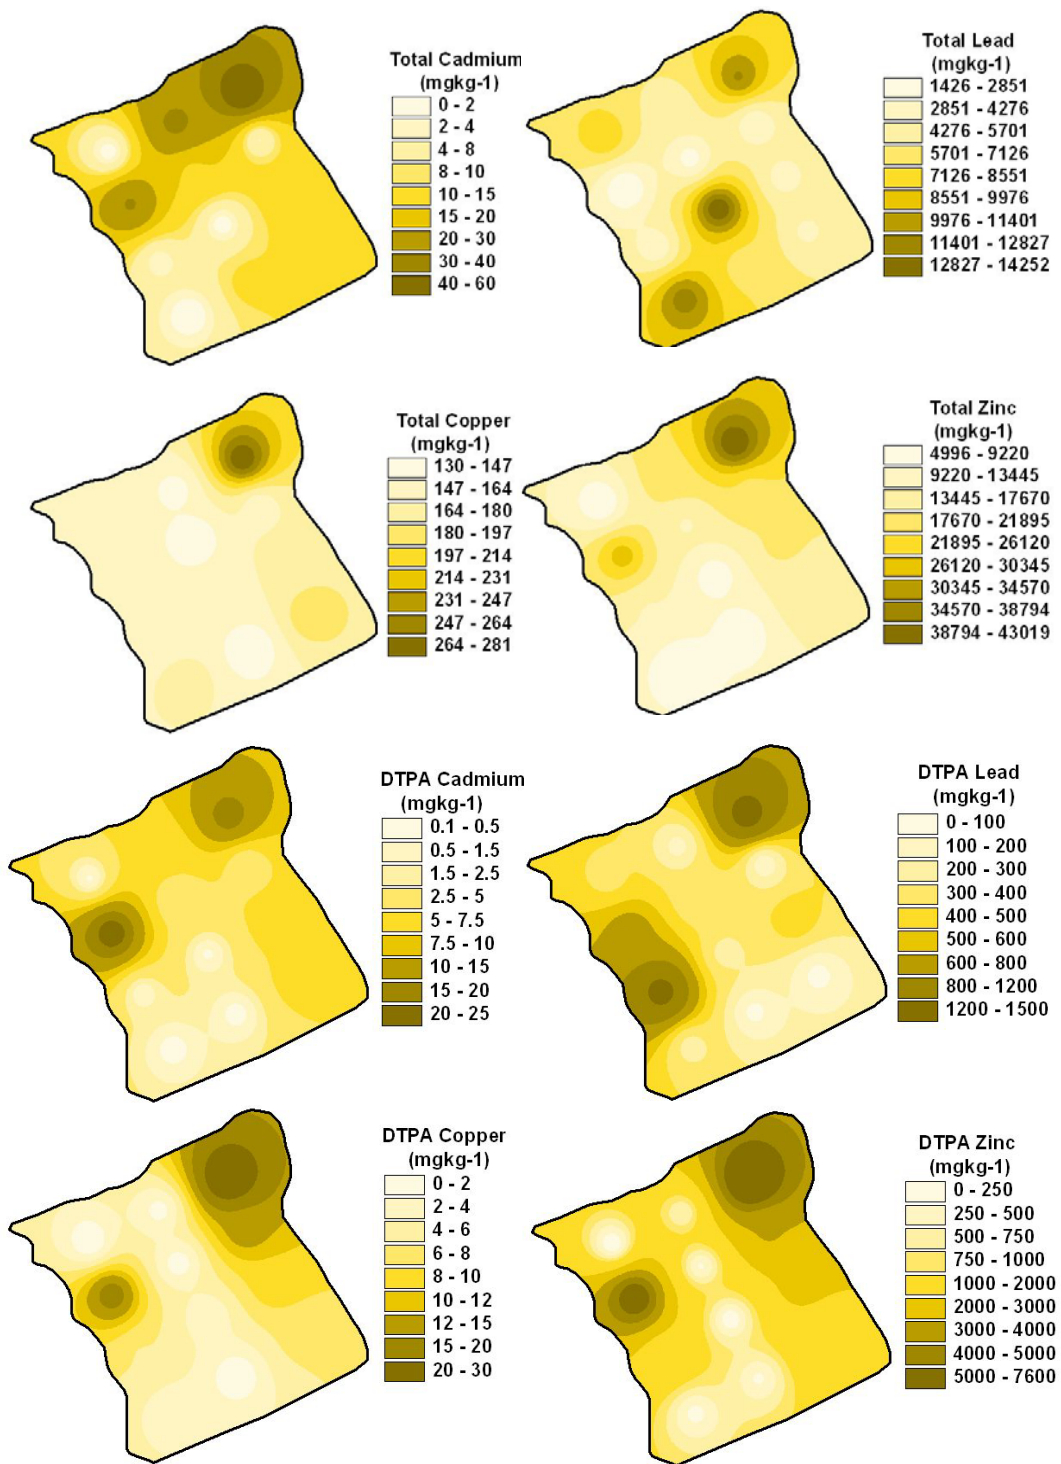 Total Cadmium
(mgkg-1)
0 - 2
2 - 4
4 - 8
8 - 10
10 - 15
15 - 20
20 - 30
30 - 40
40 - 60
Total Lead
(mgkg-1)
1426 - 2851
2851 - 4276
4276 - 5701
5701 - 7126
7126 - 8551
8551 - 9976
9976 - 11401
11401 - 12827
12827 - 14252
Total Copper
(mgkg-1)
130 - 147
147 - 164
164 - 180
180 - 197
197 - 214
214 - 231
231 - 247
247 - 264
264 - 281
Total Zinc
(mgkg-1)
4996 - 9220
9220 - 13445
13445 - 17670
17670 - 21895
21895 - 26120
26120 - 30345
30345 - 34570
34570 - 38794
38794 - 43019
DTPA Cadmium
(mgkg-1)
0.1 - 0.5
0.5 - 1.5
1.5 - 2.5
2.5 - 5
5 - 7.5
7.5 - 10
10 - 15
15 - 20
20 - 25
DTPA Lead
(mgkg-1)
0 - 100
100 - 200
200 - 300
300 - 400
400 - 500
500 - 600
600 - 800
800 - 1200
1200 - 1500
DTPA Copper
(mgkg-1)
0 - 2
2 - 4
4 - 6
6 - 8
8 - 10
10 - 12
12 - 15
15 - 20
20 - 30
DTPA Zinc
(mgkg-1)
0 - 250
250 - 500
500 - 750
750 - 1000
1000 - 2000
2000 - 3000
3000 - 4000
4000 - 5000
5000 - 7600